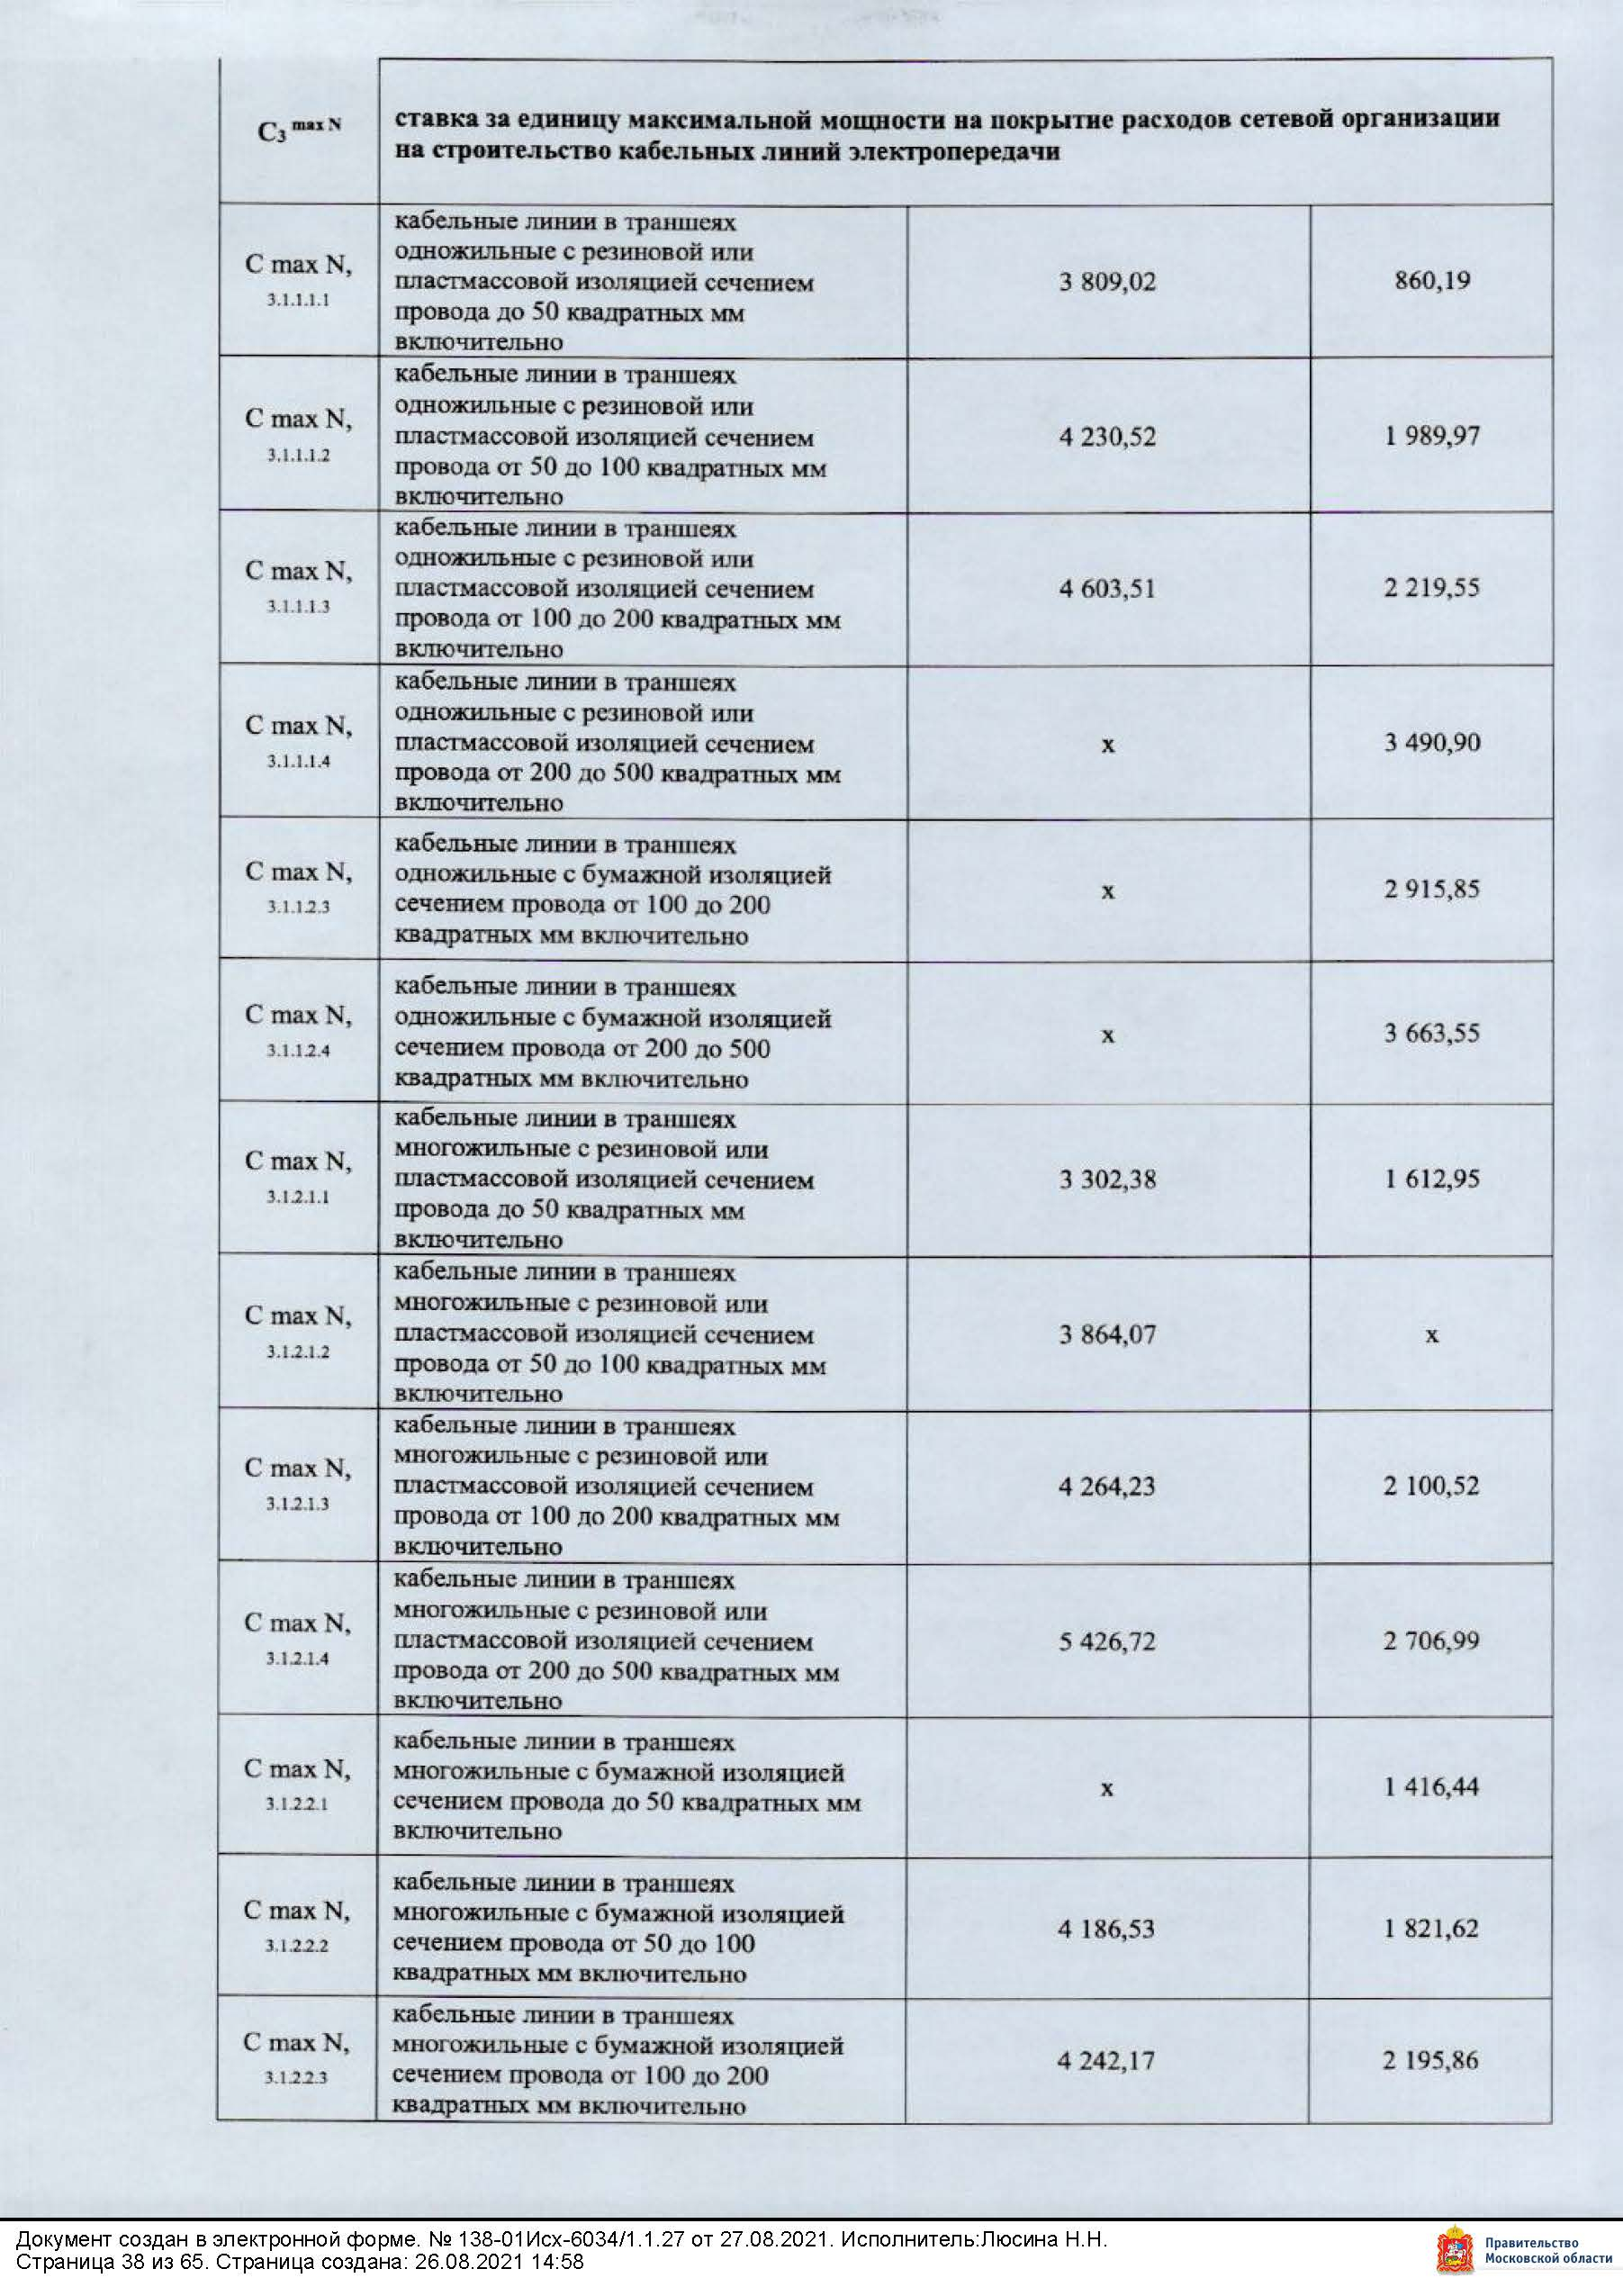 C3 max N
ставка за единицу максимальной мощности на покрытие расходов сетевой организации
на строительство кабельных линий электропередачи
C max N,
3.1.1.1.1
кабельные линии в траншеях
одножильные с резиновой или
пластмассовой изоляцией сечением
провода до 50 квадратных мм
включительно
3 809,02
860,19
C max N,
3.1.1.1.2
кабельные линии в траншеях
одножильные с резиновой или
пластмассовой изоляцией сечением
провода от 50 до 100 квадратных мм
включительно
4 230,52
1 989,97
C max N,
3.1.1.1.3
кабельные линии в траншеях
одножильные с резиновой или
пластмассовой изоляцией сечением
провода от 100 до 200 квадратных мм
включительно
4 603,51
2 219,55
C max N,
3.1.1.1.4
кабельные линии в траншеях
одножильные с резиновой или
пластмассовой изоляцией сечением
провода от 200 до 500 квадратных мм
включительно
x
3 490,90
C max N,
3.1.1.2.3
кабельные линии в траншеях
одножильные с бумажной изоляцией
сечением провода от 100 до 200
квадратных мм включительно
x
2 915,85
C max N,
3.1.1.2.4
кабельные линии в траншеях
одножильные с бумажной изоляцией
сечением провода от 200 до 500
квадратных мм включительно
x
3 663,55
C max N,
3.1.2.1.1
кабельные линии в траншеях
многожильные с резиновой или
пластмассовой изоляцией сечением
провода до 50 квадратных мм
включительно
3 302,38
1 612,95
C max N,
3.1.2.1.2
кабельные линии в траншеях
многожильные с резиновой или
пластмассовой изоляцией сечением
провода от 50 до 100 квадратных мм
включительно
3 864,07
x
C max N,
3.1.2.1.3
кабельные линии в траншеях
многожильные с резиновой или
пластмассовой изоляцией сечением
провода от 100 до 200 квадратных мм
включительно
4 264,23
2 100,52
C max N,
3.1.2.1.4
кабельные линии в траншеях
многожильные с резиновой или
пластмассовой изоляцией сечением
провода от 200 до 500 квадратных мм
включительно
5 426,72
2 706,99
C max N,
3.1.2.2.1
кабельные линии в траншеях
многожильные с бумажной изоляцией
сечением провода до 50 квадратных мм
включительно
x
1 416,44
C max N,
3.1.2.2.2
кабельные линии в траншеях
многожильные с бумажной изоляцией
сечением провода от 50 до 100
квадратных мм включительно
4 186,53
1 821,62
C max N,
3.1.2.2.3
кабельные линии в траншеях
многожильные с бумажной изоляцией
сечением провода от 100 до 200
квадратных мм включительно
4 242,17
2 195,86
Документ создан в электронной форме. № 138-01Исх-6034/1.1.27 от 27.08.2021. Исполнитель:Люсина Н.Н.
Страница 38 из 65. Страница создана: 26.08.2021 14:58
Правительство
Московской области